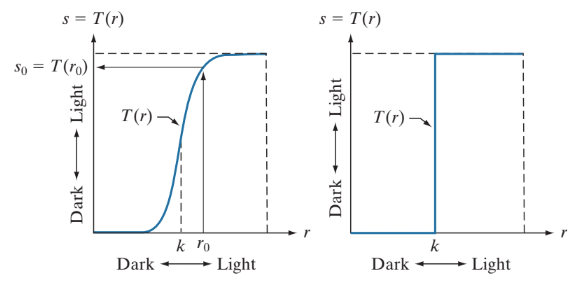 s = T(r)
s₀ = T(r₀)
T(r)
Dark Light
k r₀
r
Dark Light
s = T(r)
T(r)
Dark Light
k
r
Dark Light